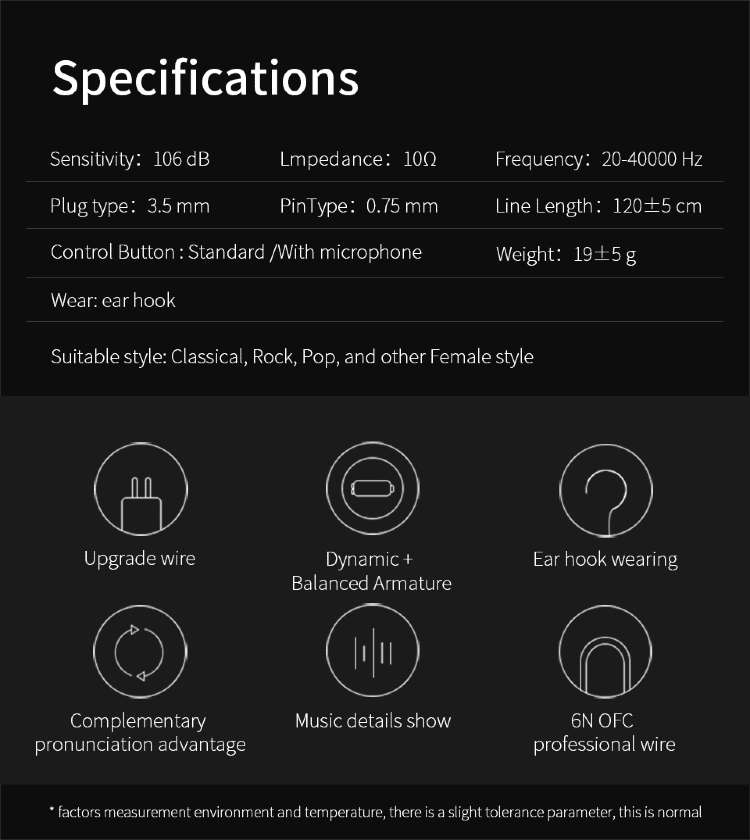 Specifications
Sensitivity: 106 dB Lmpedance: 10Ω Frequency: 20-40000 Hz
Plug type: 3.5 mm PinType: 0.75 mm Line Length: 120±5 cm
Control Button : Standard /With microphone Weight: 19±5 g
Wear: ear hook
Suitable style: Classical, Rock, Pop, and other Female style
Upgrade wire
Dynamic +
Balanced Armature
Ear hook wearing
Complementary
pronunciation advantage
Music details show
6N OFC
professional wire
* factors measurement environment and temperature, there is a slight tolerance parameter, this is normal